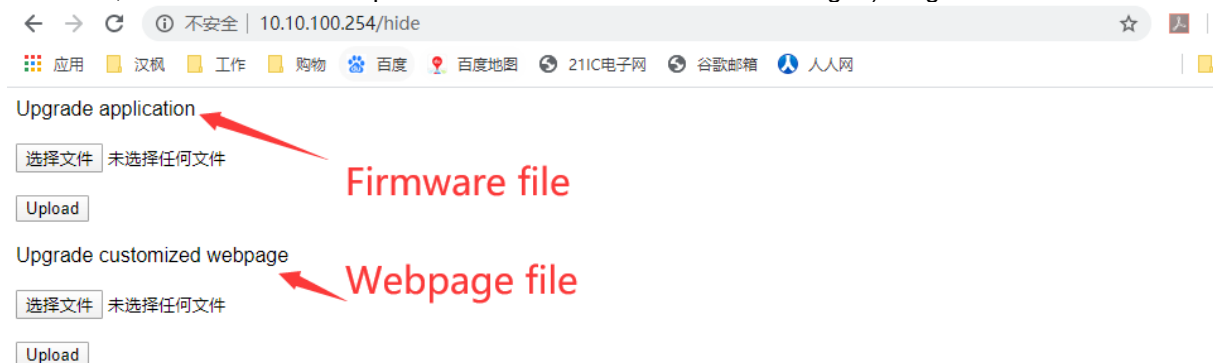 不安全 | 10.10.100.254/hide
应用 汉枫 工作 购物 百度 百度地图 21IC电子网 谷歌邮箱 人人网
Upgrade application
选择文件 未选择任何文件
Firmware file
Upload
Upgrade customized webpage
Webpage file
选择文件 未选择任何文件
Upload